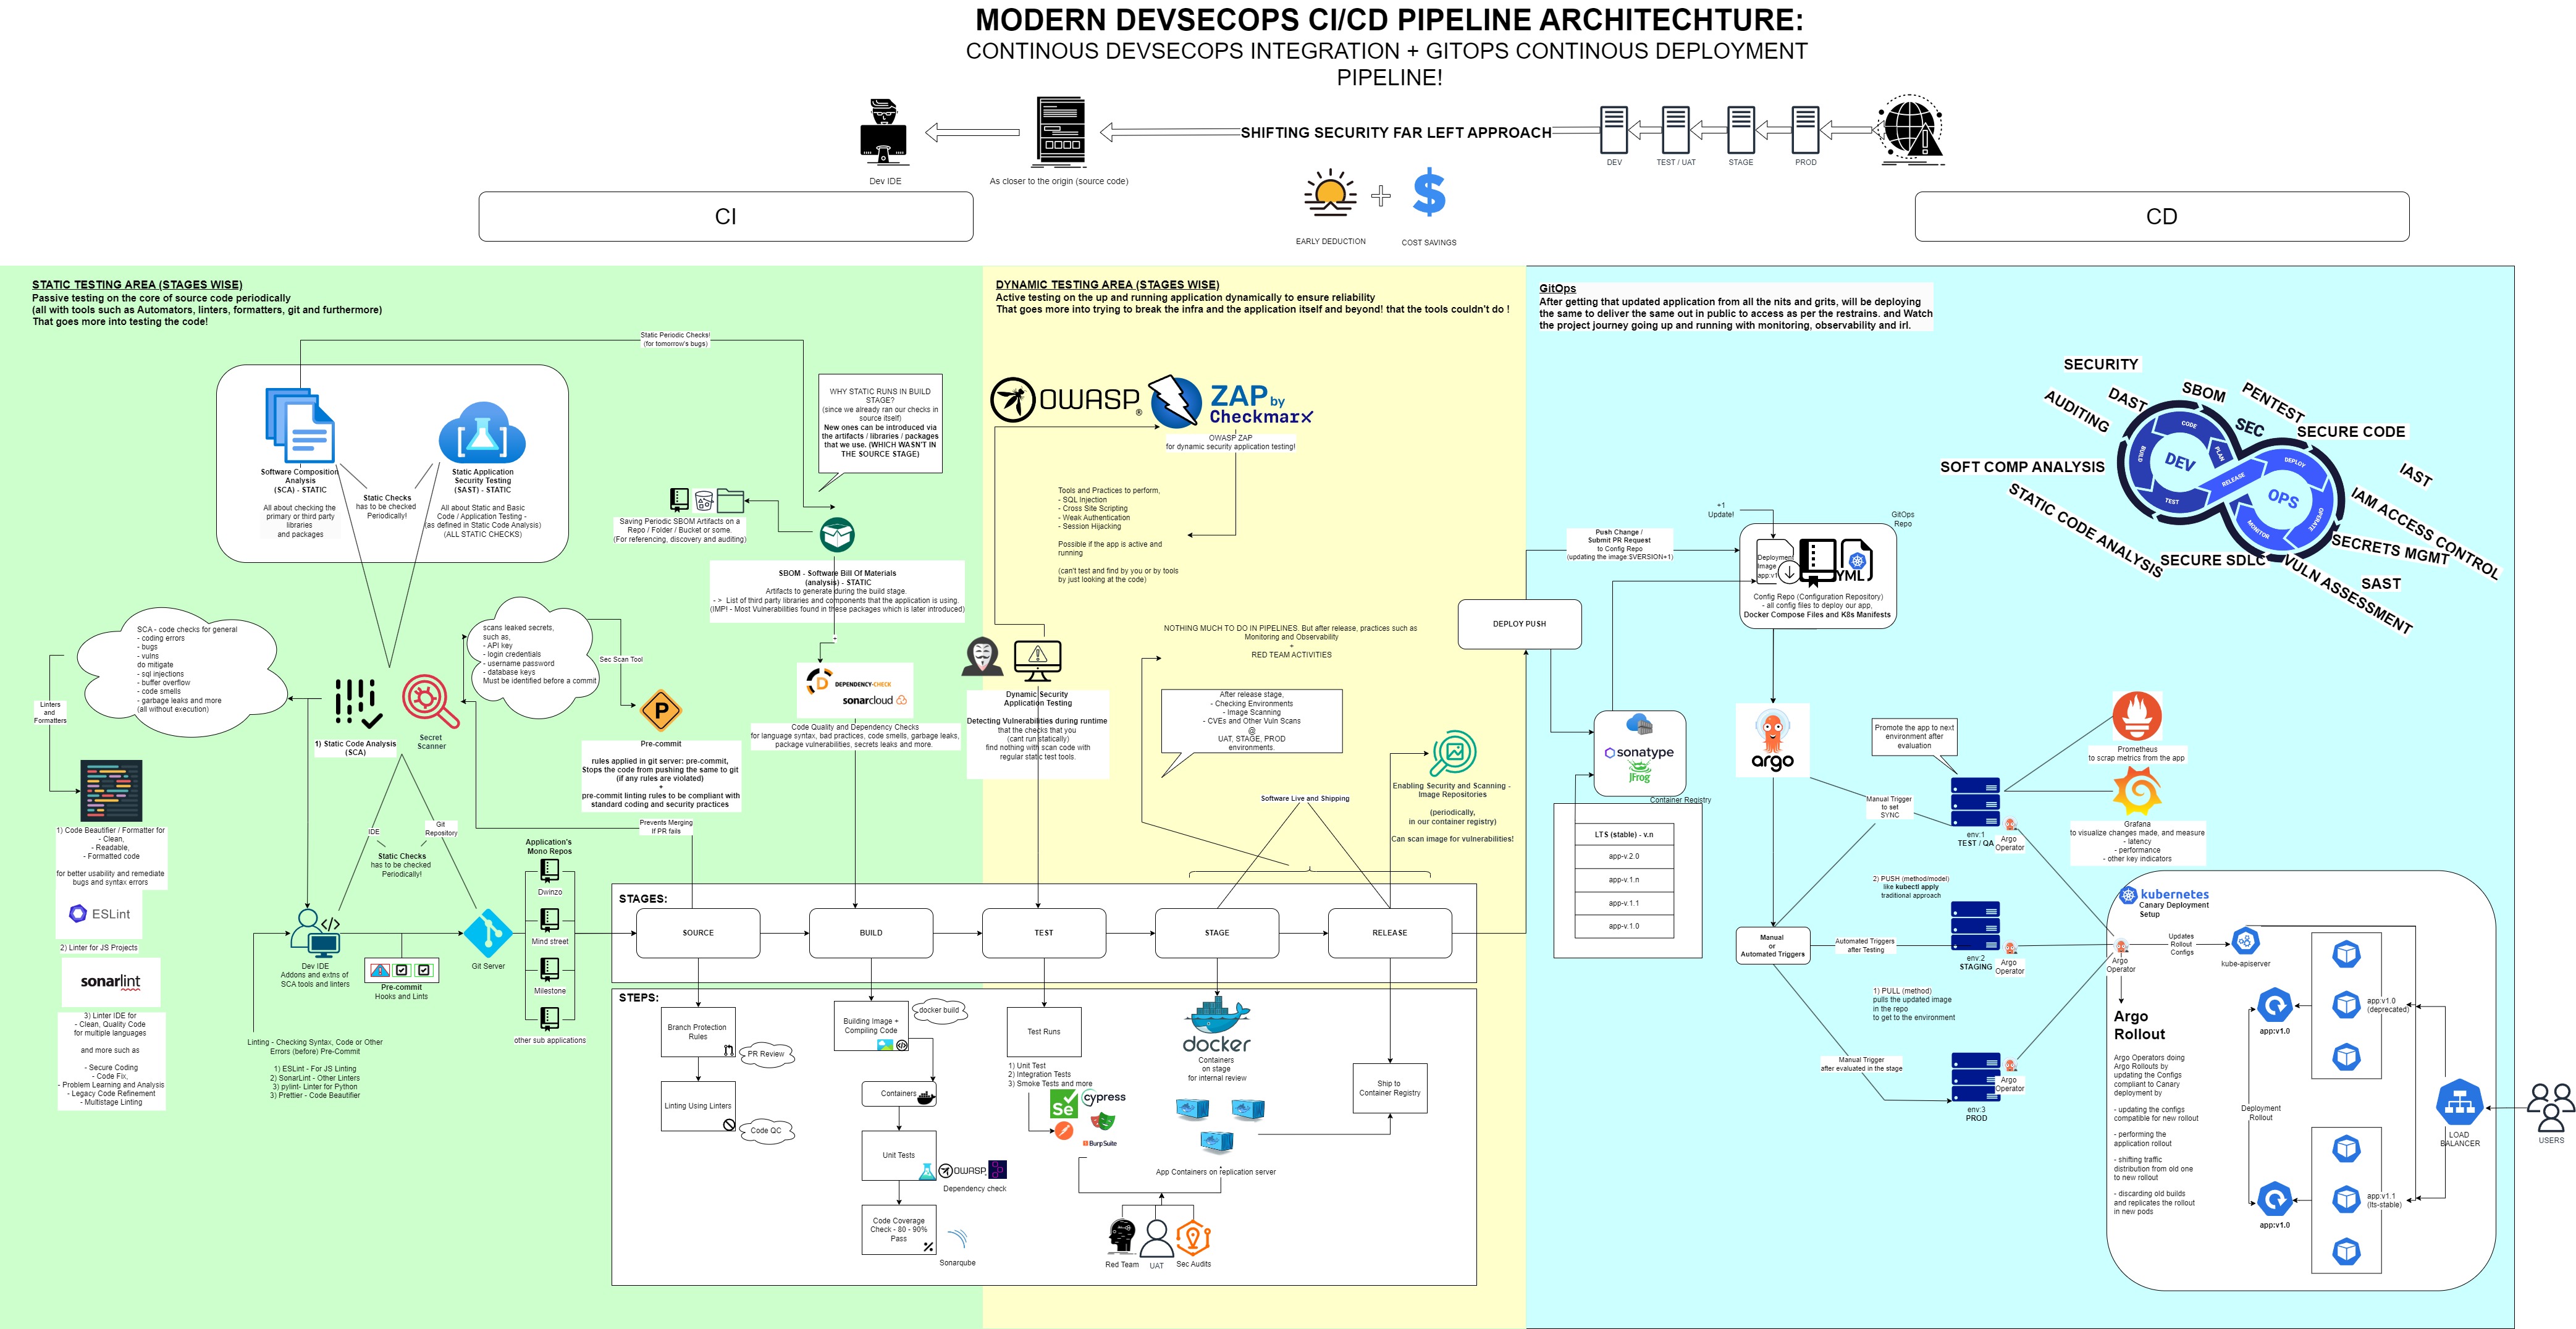 MODERN DEVSECOPS CI/CD PIPELINE ARCHITECHTURE:
CONTINOUS DEVSECOPS INTEGRATION + GITOPS CONTINOUS DEPLOYMENT
PIPELINE!
Dev IDE
As closer to the origin (source code)
SHIFTING SECURITY FAR LEFT APPROACH
DEV
TEST / UAT
STAGE
PROD
EARLY DEDUCTION
COST SAVINGS
CI
CD
STATIC TESTING AREA (STAGES WISE)
Passive testing on the core of source code periodically
(all with tools such as Automators, linters, formatters, git and furthermore)
That goes more into testing the code!
Static Periodic Checks!
(for tomorrow's bugs)
Software Composition
Analysis
(SCA) - STATIC
All about checking the
primary or third party
libraries
and packages
Static Checks
has to be checked
Periodically!
Static Application
Security Testing
(SAST) - STATIC
All about Static and Basic
Code / Application Testing -
(as defined in Static Code Analysis)
(ALL STATIC CHECKS)
WHY STATIC RUNS IN BUILD
STAGE?
(since we already ran our checks in
source itself)
New ones can be introduved via
the artifacts / libraries / packages
that we use. (WHICH WASN'T IN
THE SOURCE STAGE)
Saving Periodic SBOM Artifacts on a
Repo / Folder / Bucket or some.
(For referencing, discovery and auditing)
SBOM - Software Bill Of Materials
(analysis) - STATIC
Artifacts to generate during the build stage.
- > List of third party libraries and components that the application is using.
(IMP! - Most Vulnerabilities found in these packages which is later introduced)
+
DEPENDENCY-CHECK
sonarcloud
Code Quality and Dependency Checks
for language syntax, bad practices, code smells, garbage leaks,
package vulnerabilities, secrets leaks and more.
SCA - code checks for general
- coding errors
- bugs
- vulns
do mitigate
- sql injections
- buffer overflow
- code smells
- garbage leaks and more
(all without execution)
Linters
and
Formatters
1) Static Code Analysis
(SCA)
Secret
Scanner
scans leaked secrets,
such as,
- API key
- login credentials
- username password
- database keys
Must be identified before a commit
Sec Scan Tool
P
Pre-commit
rules applied in git server: pre-commit,
Stops the code from pushing the same to git
(if any rules are violated)
+
pre-commit linting rules to be compliant with
standard coding and security practices
Prevents Merging
If PR fails
1) Code Beautifier / Formatter for
- Clean,
- Readable,
- Formatted code
for better usability and remediate
bugs and syntax errors
ESLint
2) Linter for JS Projects
sonarlint
3) Linter IDE for
- Clean, Quality Code
for multiple languages
and more such as
- Secure Coding
- Code Fix,
- Problem Learning and Analysis
- Legacy Code Refinement
- Multistage Linting
IDE
Git
Repository
Static Checks
has to be checked
Periodically!
Dev IDE
Addons and extns of
SCA tools and linters
Pre-commit
Hooks and Lints
Git Server
Linting - Checking Syntax, Code or Other
Errors (before) Pre-Commit
1) ESLint - For JS Linting
2) SonarLint - Other Linters
3) pylint- Linter for Python
3) Prettier - Code Beautifier
Application's
Mono Repos
Dwinzo
Mind street
Milestone
other sub applications
DYNAMIC TESTING AREA (STAGES WISE)
Active testing on the up and running application dynamically to ensure reliability
That goes more into trying to break the infra and the application itself and beyond! that the tools couldn't do !
OWASP
ZAP by
Checkmarx
OWASP ZAP
for dynamic security application testing!
Tools and Practices to perform,
- SQL Injection
- Cross Site Scripting
- Weak Authentication
- Session Hijacking
Possible if the app is active and
running
(can't test and find by you or by tools
by just looking at the code)
NOTHING MUCH TO DO IN PIPELINES. But after release, practices such as
Monitoring and Observability
+
RED TEAM ACTIVITIES
Dynamic Security
Application Testing
Detecting Vulnerabilities during runtime
that the checks that you
(cant run statically)
find nothing with scan code with
regular static test tools.
After release stage,
- Checking Environments
- Image Scanning
- CVEs and Other Vuln Scans
@
UAT, STAGE, PROD
environments.
Software Live and Shipping
Enabling Security and Scanning -
Image Repositories
(periodically,
in our container registry)
Can scan image for vulnerabilities!
STAGES:
SOURCE
BUILD
TEST
STAGE
RELEASE
STEPS:
Branch Protection
Rules
PR Review
Linting Using Linters
Code QC
Building Image +
Compiling Code
docker build
Containers
Unit Tests
OWASP
Dependency check
Code Coverage
Check - 80 - 90%
Pass
Sonarqube
Test Runs
1) Unit Test
2) Integration Tests
3) Smoke Tests and more
Se
cypress
BurpSuite
docker
Containers
on stage
for internal review
App Containers on replication server
Red Team
UAT
Sec Audits
Ship to
Container Registry
GitOps
After getting that updated application from all the nits and grits, will be deploying
the same to deliver the same out in public to access as per the restrains. and Watch
the project journey going up and running with monitoring, observability and irl.
DEPLOY PUSH
Push Change /
Submit PR Request
to Config Repo
(updating the image:$VERSION+1)
+1
Update!
GitOps
Repo
Deployment
Image
app:v1
YML
Config Repo (Configuration Repository)
- all config files to deploy our app,
Docker Compose Files and K8s Manifests
sonatype
JFrog
Container Registry
LTS (stable) - v.n
app-v.2.0
app-v.1.n
app-v.1.1
app-v.1.0
argo
Manual
or
Automated Triggers
Manual Trigger
to set
SYNC
Promote the app to next
environment after
evaluation
env:1
TEST / QA
Argo
Operator
2) PUSH (method/model)
like kubectl apply
traditional approach
Automated Triggers
after Testing
env:2
STAGING
Argo
Operator
1) PULL (method)
pulls the updated image
in the repo
to get to the environment
Manual Trigger
after evaluated in the stage
env:3
PROD
Argo
Operator
Prometheus
to scrap metrics from the app
Grafana
to visualize changes made, and measure
- latency
- performance
- other key indicators
SECURITY
AUDITING
DAST
SBOM
SEC
PENTEST
SECURE CODE
IAST
SOFT COMP ANALYSIS
STATIC CODE ANALYSIS
IAM ACCESS CONTROL
SECRETS MGMT
SECURE SDLC
SAST
VULN ASSESSMENT
DEV
OPS
CODE
BUILD
PLAN
TEST
RELEASE
DEPLOY
OPERATE
MONITOR
kubernetes
Canary Deployment
Setup
Argo
Operator
Updates
Rollout
Configs
kube-apiserver
Argo
Rollout
Argo Operators doing
Argo Rollouts by
updating the Configs
compliant to Canary
deployment by
- updating the configs
compatible for new rollout
- performing the
application rollout
- shifting traffic
distribution from old one
to new rollout
- discarding old builds
and replicates the rollout
in new pods
app:v1.0
app:v1.0
(deprecated)
Deployment
Rollout
app:v1.0
app:v1.1
(lts-stable)
LOAD
BALANCER
USERS